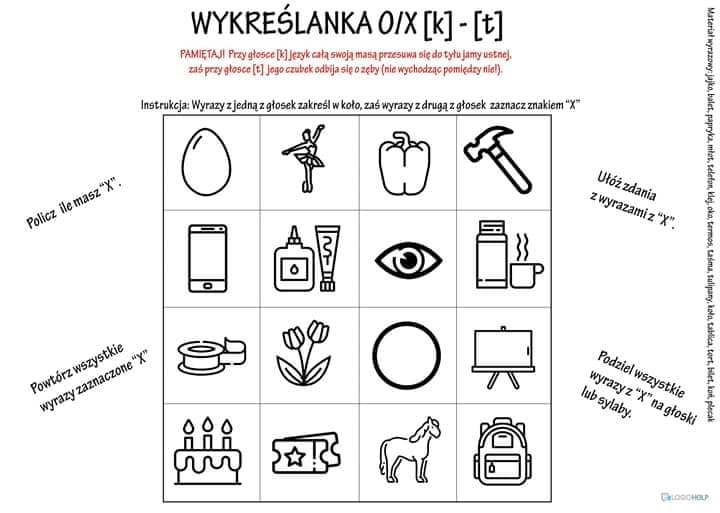 WYKREŚLANKA O/X [k] - [t]
PAMIĘTAJ! Przy głosce [k] język całą swoją masą przesuwa się do tyłu jamy ustnej,
zaś przy głosce [t] jego czubek odbija się o zęby (nie wychodząc pomiędzy nie!).
Instrukcja: Wyrazy z jedną z głosek zakreśl w koło, zaś wyrazy z drugą z głosek zaznacz znakiem "X"
Policz ile masz "X".
Ułóż zdania
z wyrazami z "X".
Powtórz wszystkie
wyrazy zaznaczone "X"
Podziel wszystkie
wyrazy z "X" na głoski
lub sylaby.
Materiał wyrazowy: jajko, balet, papryka, młot, telefon, klej, oko, termos, taśma, tulipany, koło, tablica, tort, bilet, koń, plecak
LOGOHELP